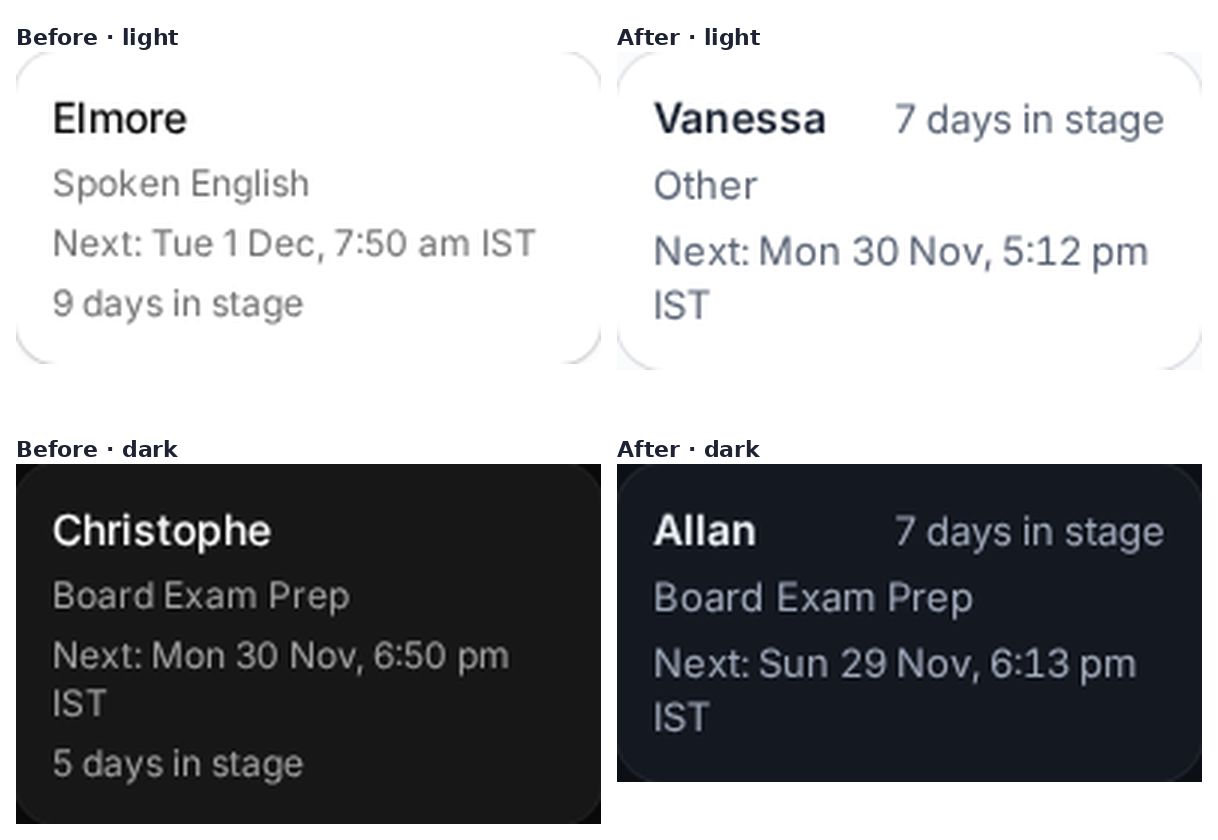 Before · light
Elmore
Spoken English
Next: Tue 1 Dec, 7:50 am IST
9 days in stage
After · light
Vanessa 7 days in stage
Other
Next: Mon 30 Nov, 5:12 pm
IST
Before · dark
Christophe
Board Exam Prep
Next: Mon 30 Nov, 6:50 pm
IST
5 days in stage
After · dark
Allan 7 days in stage
Board Exam Prep
Next: Sun 29 Nov, 6:13 pm
IST